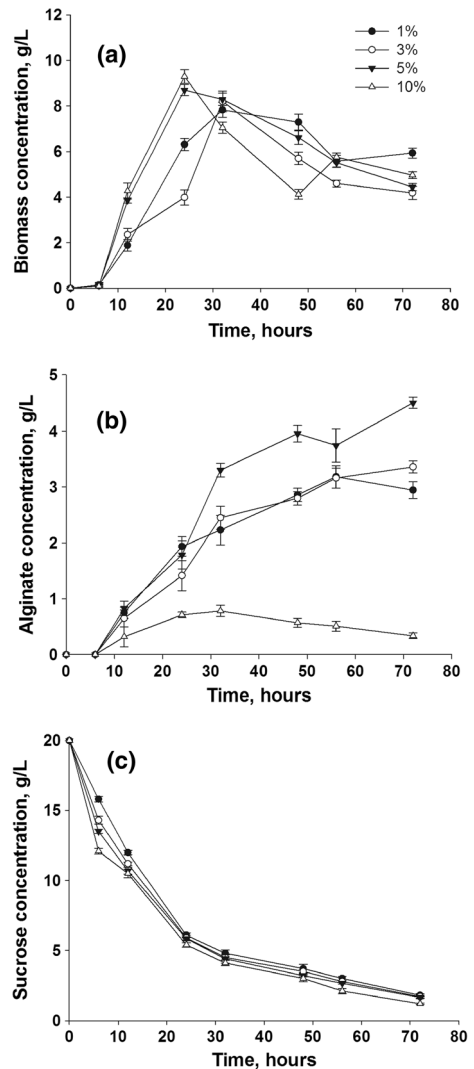 (a)
1%
3%
5%
10%
Biomass concentration, g/L
12
10
8
6
4
2
0
0 10 20 30 40 50 60 70 80
Time, hours
(b)
Alginate concentration, g/L
5
4
3
2
1
0
0 10 20 30 40 50 60 70 80
Time, hours
(c)
Sucrose concentration, g/L
20
15
10
5
0
0 10 20 30 40 50 60 70 80
Time, hours